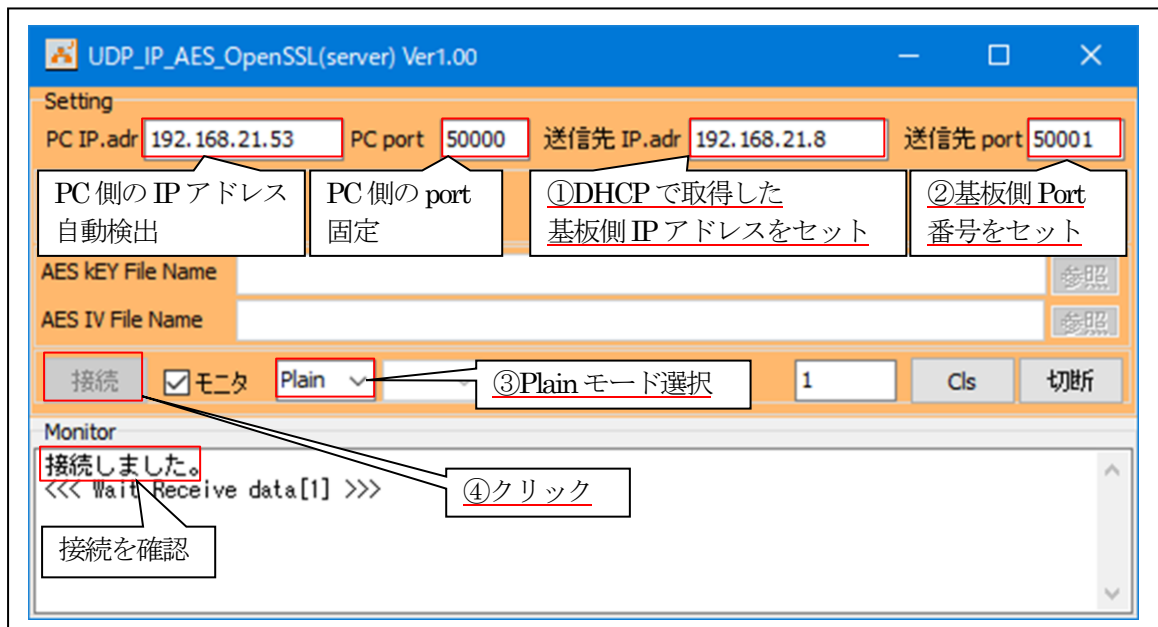 UDP_IP_AES_OpenSSL(server) Ver1.00
Setting
PC IP.adr 192.168.21.53 PC port 50000 送信先 IP.adr 192.168.21.8 送信先 port 50001
PC 側の IP アドレス
自動検出
PC 側の port
固定
①DHCP で取得した
基板側 IP アドレスをセット
②基板側 Port
番号をセット
AES kEY File Name 参照
AES IV File Name 参照
接続 モニタ Plain ③Plain モード選択 1 Cls 切断
Monitor
接続しました。
<<< Wait Receive data[1] >>>
④クリック
接続を確認